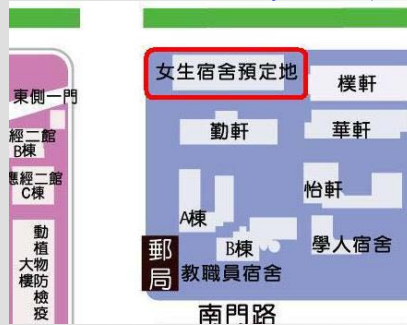 女生宿舍預定地
樸軒
東側一門
勤軒
華軒
經二館
B棟
應經二館
C棟
怡軒
A棟
動植物防檢疫
大樓
郵局
B棟
學人宿舍
教職員宿舍
南門路